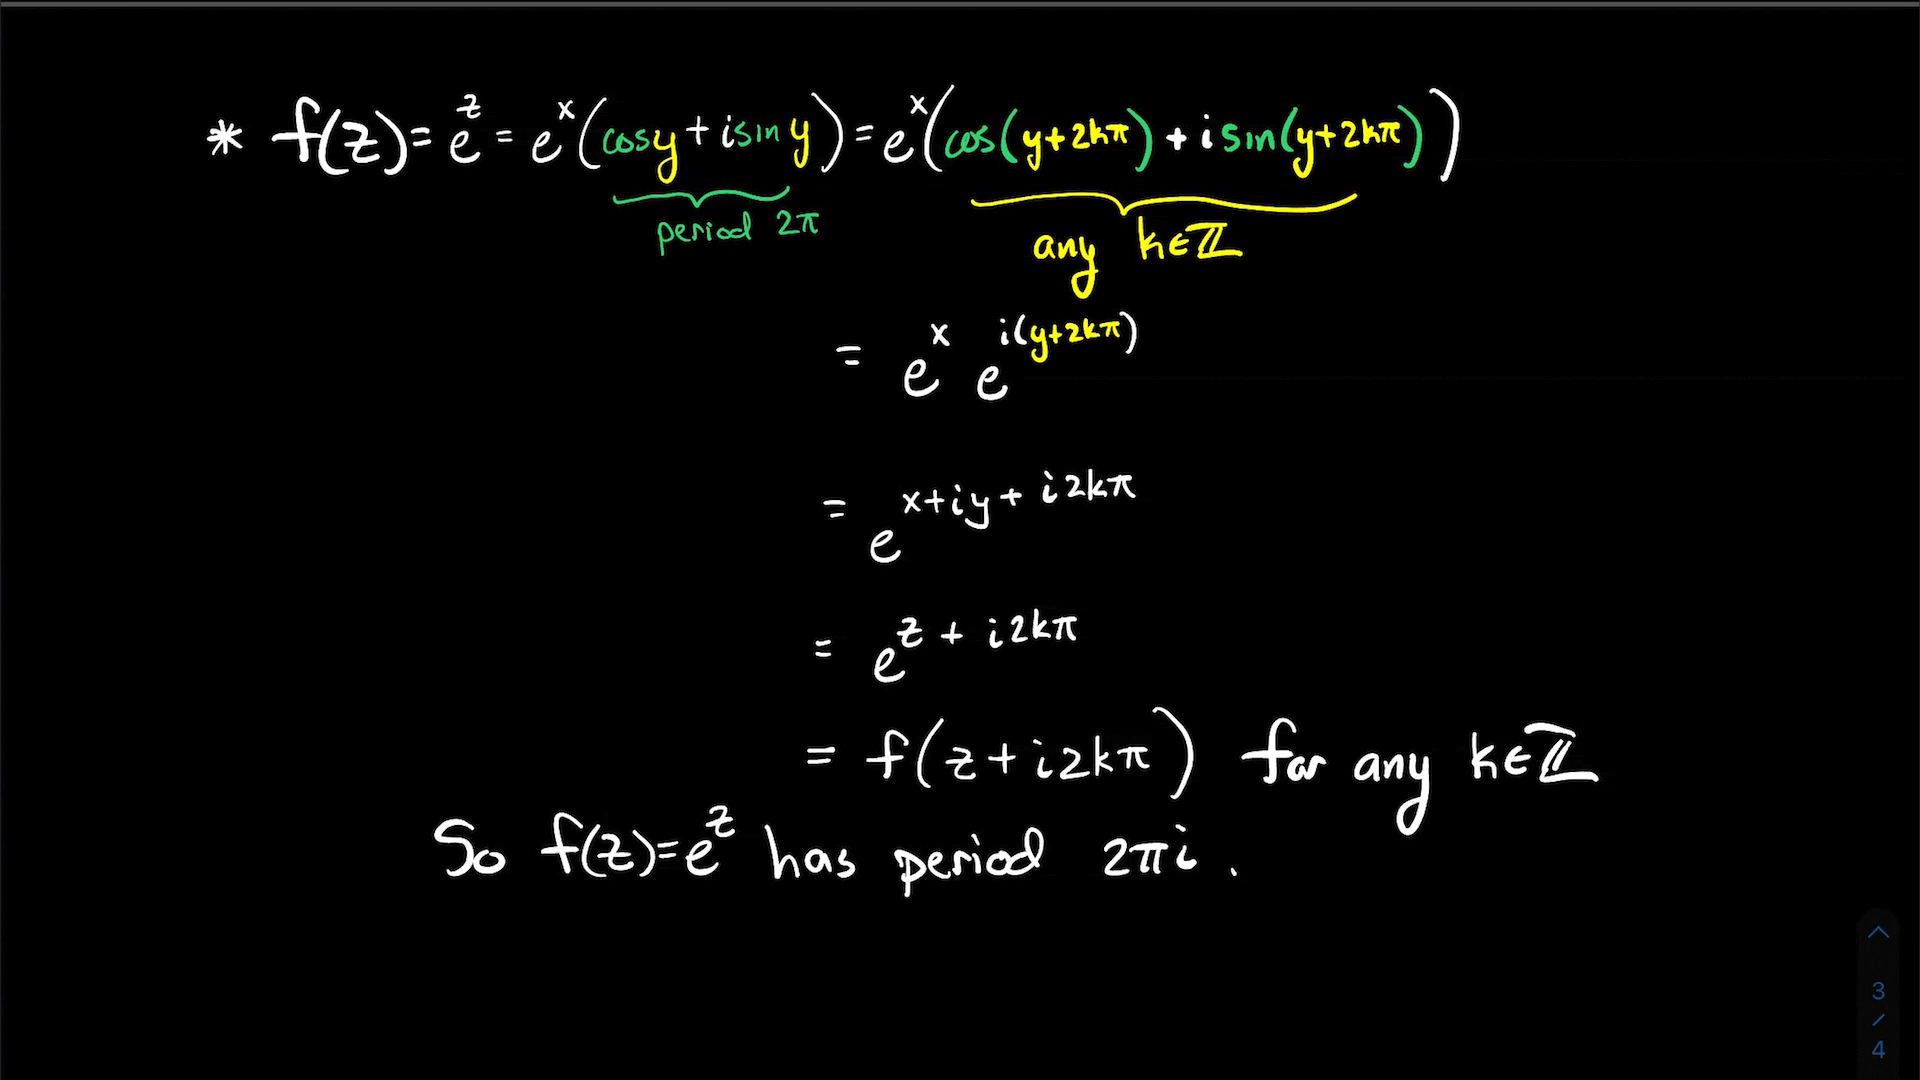 * f(z) = e^z = e^x (cos y + i sin y) = e^x (cos(y+2kπ) + i sin(y+2kπ))
period 2π
any k∈ℤ
= e^x e^i(y+2kπ)
= e^x+iy+i2kπ
= e^z+i2kπ
= f(z+i2kπ) for any k∈ℤ
So f(z)=e^z has period 2πi.
3
/
4